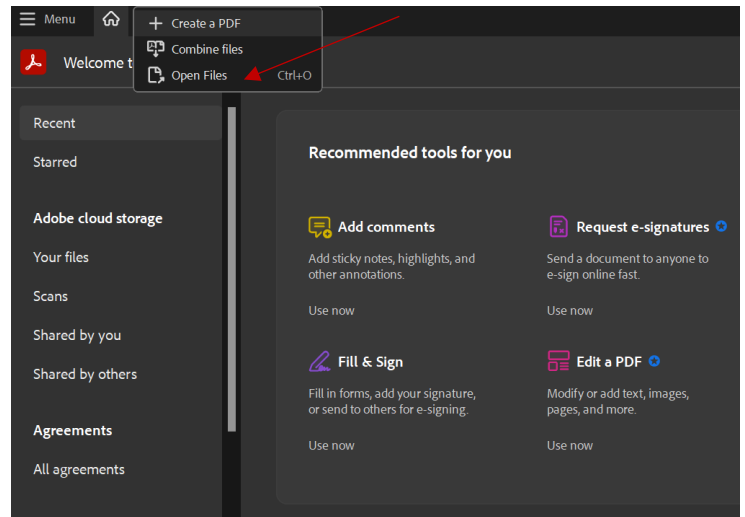 Menu
+ Create a PDF
Combine files
Open Files Ctrl+O
Welcome t
Recent
Starred
Adobe cloud storage
Your files
Scans
Shared by you
Shared by others
Agreements
All agreements
Recommended tools for you
Add comments
Add sticky notes, highlights, and
other annotations.
Use now
Request e-signatures
Send a document to anyone to
e-sign online fast.
Use now
Fill & Sign
Fill in forms, add your signature,
or send to others for e-signing.
Use now
Edit a PDF
Modify or add text, images,
pages, and more.
Use now